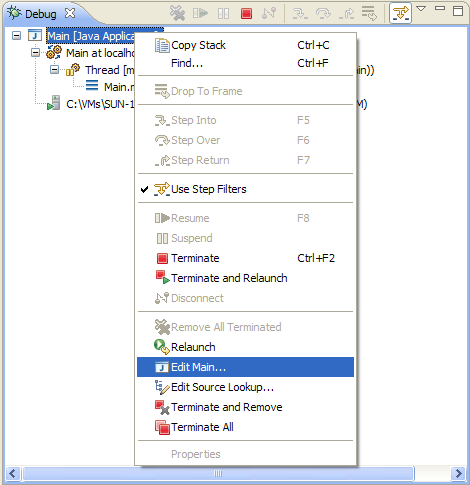 Debug
Main [Java Applica
Copy Stack Ctrl+C
Main at localho
Find... Ctrl+F
Thread [m ain))
Main.m
Drop To Frame
C:\VMs\SUN-1 M)
Step Into F5
Step Over F6
Step Return F7
Use Step Filters
Resume F8
Suspend
Terminate Ctrl+F2
Terminate and Relaunch
Disconnect
Remove All Terminated
Relaunch
Edit Main...
Edit Source Lookup...
Terminate and Remove
Terminate All
Properties